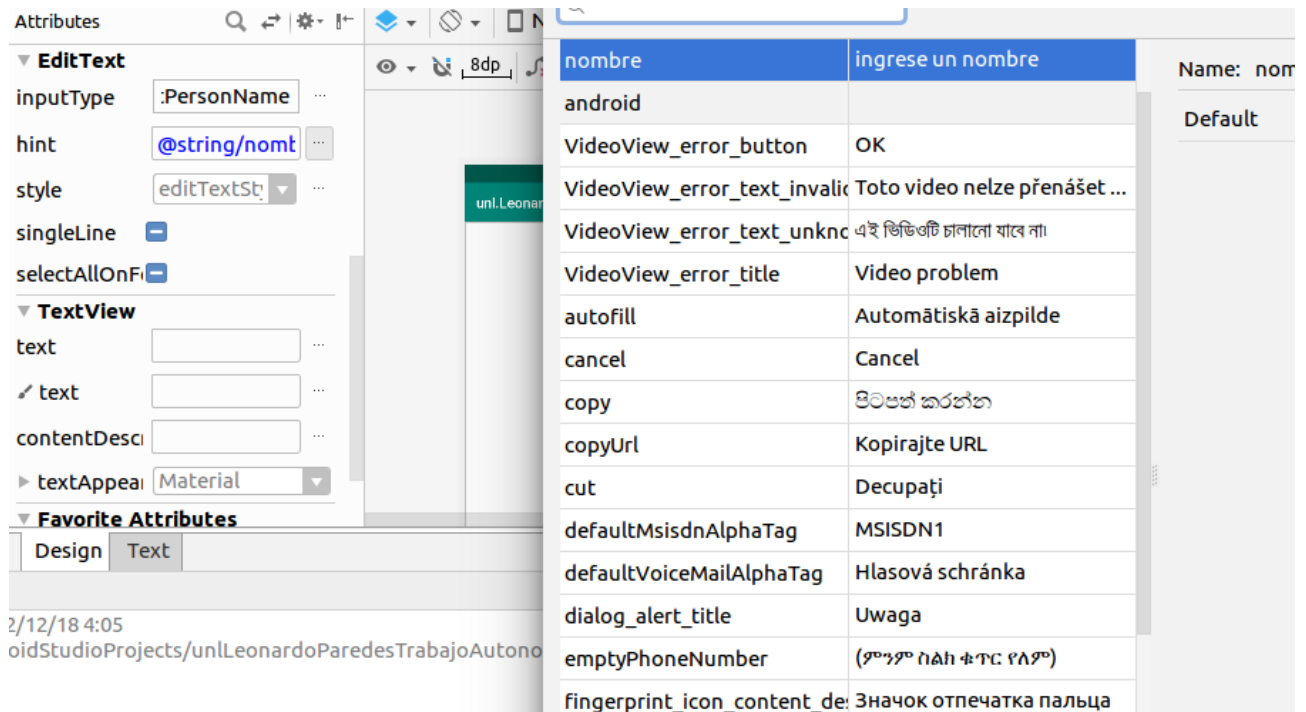 Attributes
EditText
inputType :PersonName ...
hint @string/nomb ...
style editTextSty ...
singleLine
selectAllOnF
TextView
text ...
text ...
contentDescr ...
textAppear Material
Favorite Attributes
Design Text
2/12/18 4:05
oidStudioProjects/unlLeonardoParedesTrabajoAutono
N
8dp
unl.Leonar
nombre ingrese un nombre
android
VideoView_error_button OK
VideoView_error_text_invalid Toto video nelze přenášet ...
VideoView_error_text_unkno এই ভিডিওটি চালানো যাবে না৷
VideoView_error_title Video problem
autofill Automātiskā aizpilde
cancel Cancel
copy පිටපත් කරන්න
copyUrl Kopirajte URL
cut Decupați
defaultMsisdnAlphaTag MSISDN1
defaultVoiceMailAlphaTag Hlasová schránka
dialog_alert_title Uwaga
emptyPhoneNumber (ምንም ስልክ ቁጥር የለም)
fingerprint_icon_content_des Значок отпечатка пальца
Name: nom
Default